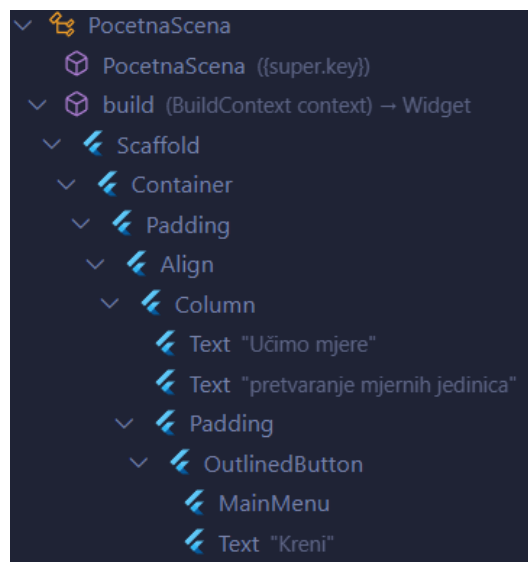 PocetnaScena
PocetnaScena ({super.key})
build (BuildContext context) → Widget
Scaffold
Container
Padding
Align
Column
Text "Učimo mjere"
Text "pretvaranje mjernih jedinica"
Padding
OutlinedButton
MainMenu
Text "Kreni"